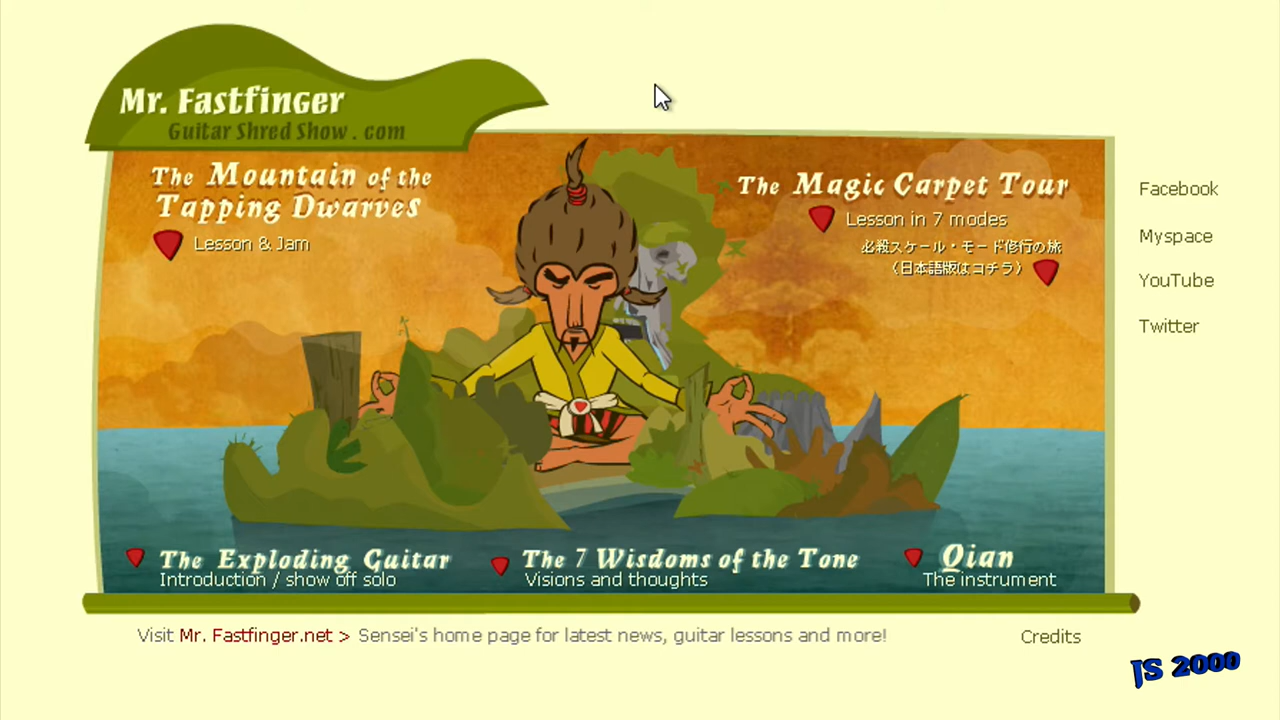 Mr. Fastfinger
Guitar Shred Show . com
The Mountain of the
Tapping Dwarves
Lesson & Jam
The Magic Carpet Tour
Lesson in 7 modes
必殺スケール・モード修行の旅
（日本語版はコチラ）
Facebook
Myspace
YouTube
Twitter
The Exploding Guitar
Introduction / show off solo
The 7 Wisdoms of the Tone
Visions and thoughts
Qian
The instrument
Visit Mr. Fastfinger.net > Sensei's home page for latest news, guitar lessons and more!
Credits
JS 2000